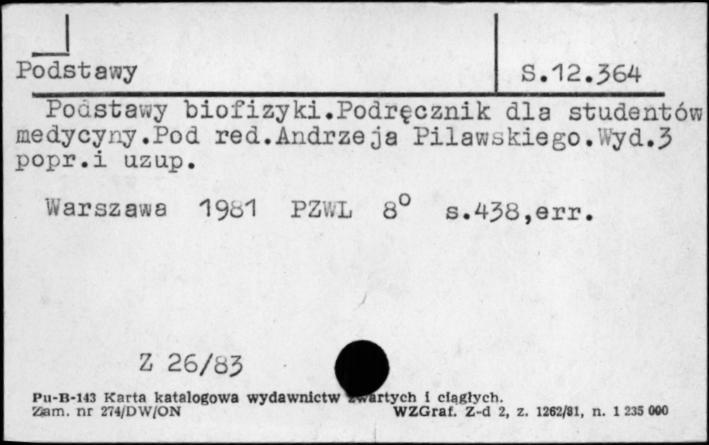 Podstawy
S.12.364
Podstawy biofizyki.Podręcznik dla studentów
medycyny.Pod red.Andrzeja Pilawskiego.Wyd.3
popr.i uzup.
Warszawa 1981 PZWL 8° s.438,err.
Z 26/83
Pu-B-143 Karta katalogowa wydawnictw zwartych i ciągłych.
Zam. nr 274/DW/ON WZGraf. Z-d 2, z. 1262/81, n. 1 235 000